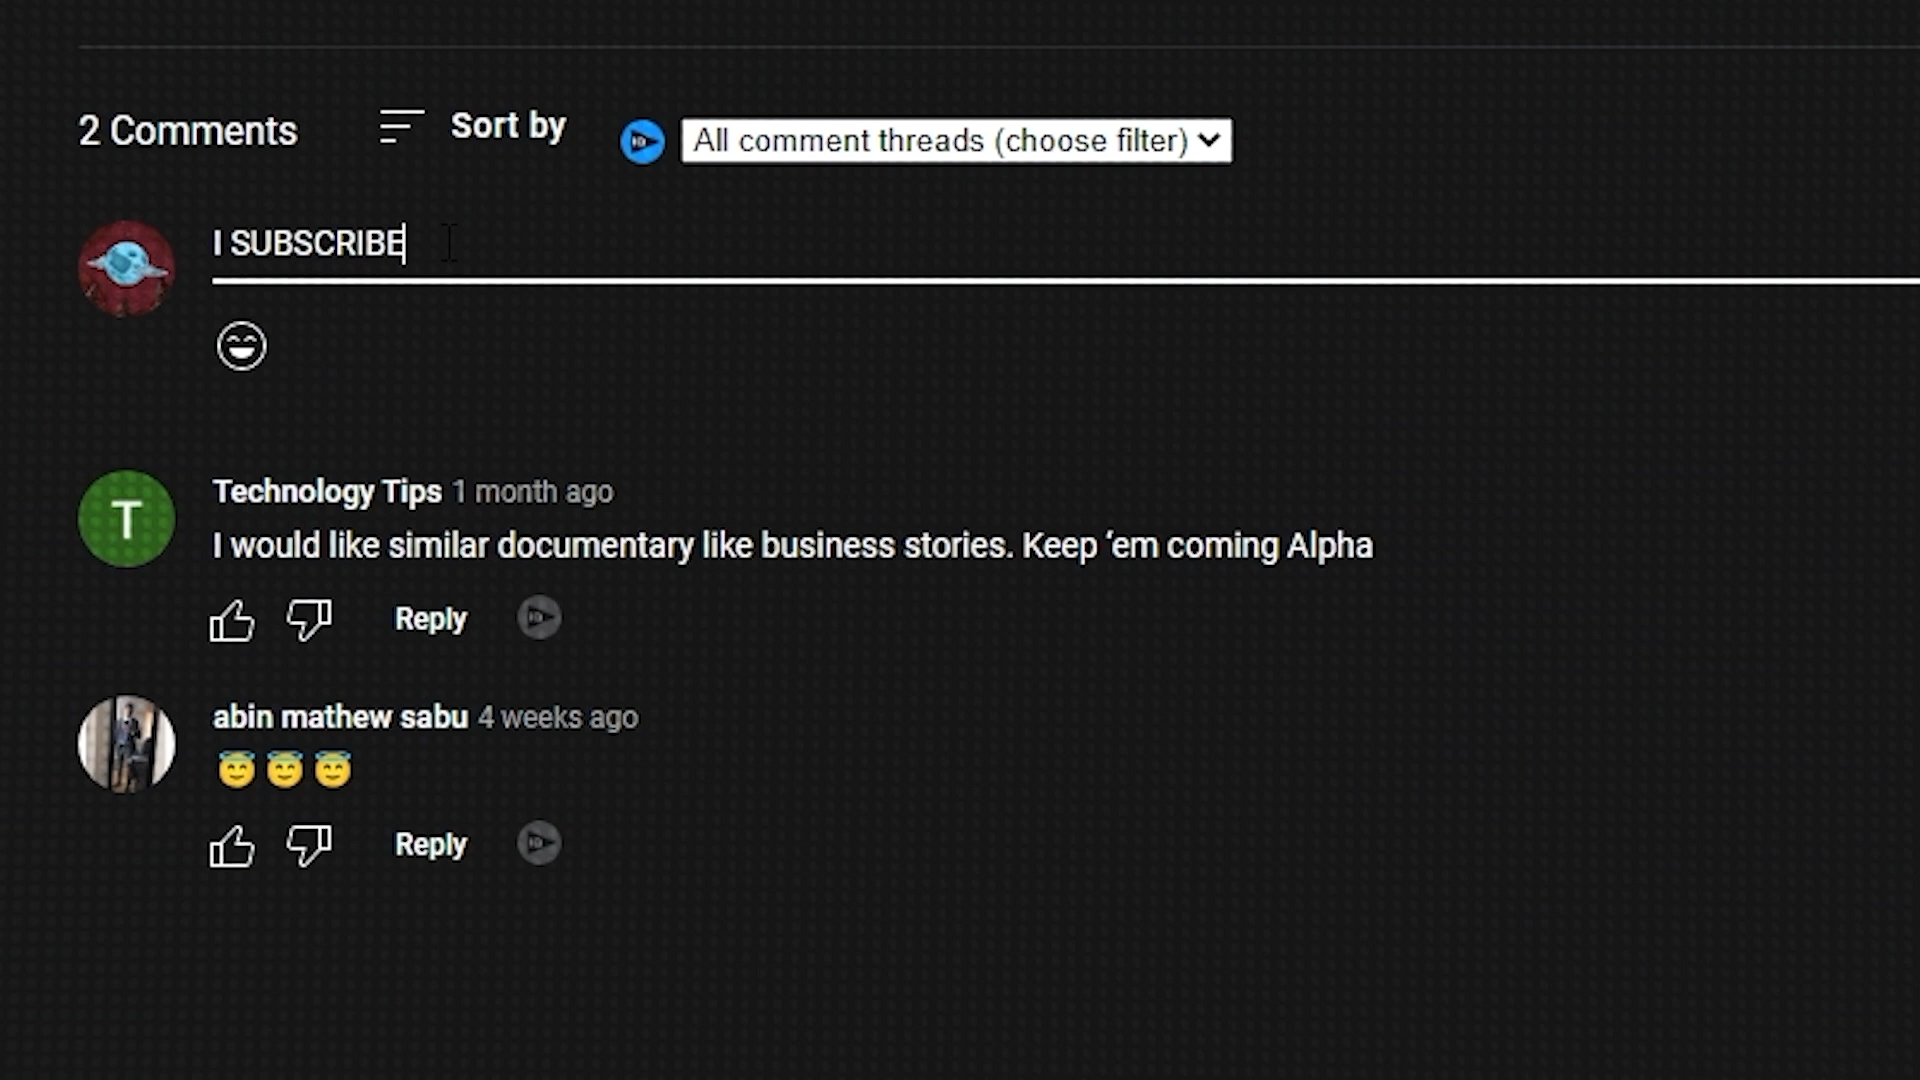 2 Comments
Sort by
All comment threads (choose filter)
I SUBSCRIBE
T
Technology Tips 1 month ago
I would like similar documentary like business stories. Keep ‘em coming Alpha
Reply
abin mathew sabu 4 weeks ago
😇😇😇
Reply